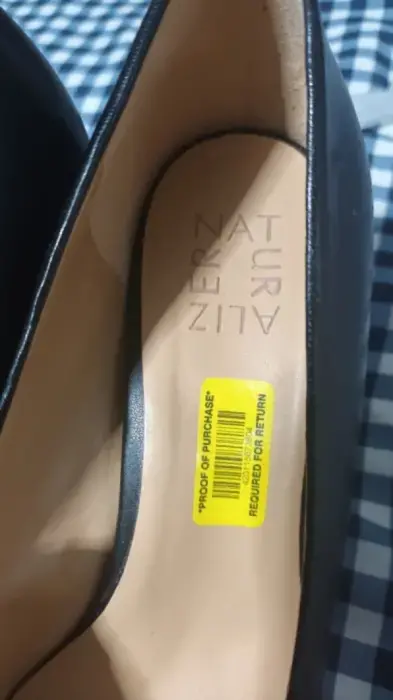 NATURALIZER
*PROOF OF PURCHASE*
REQUIRED FOR RETURN